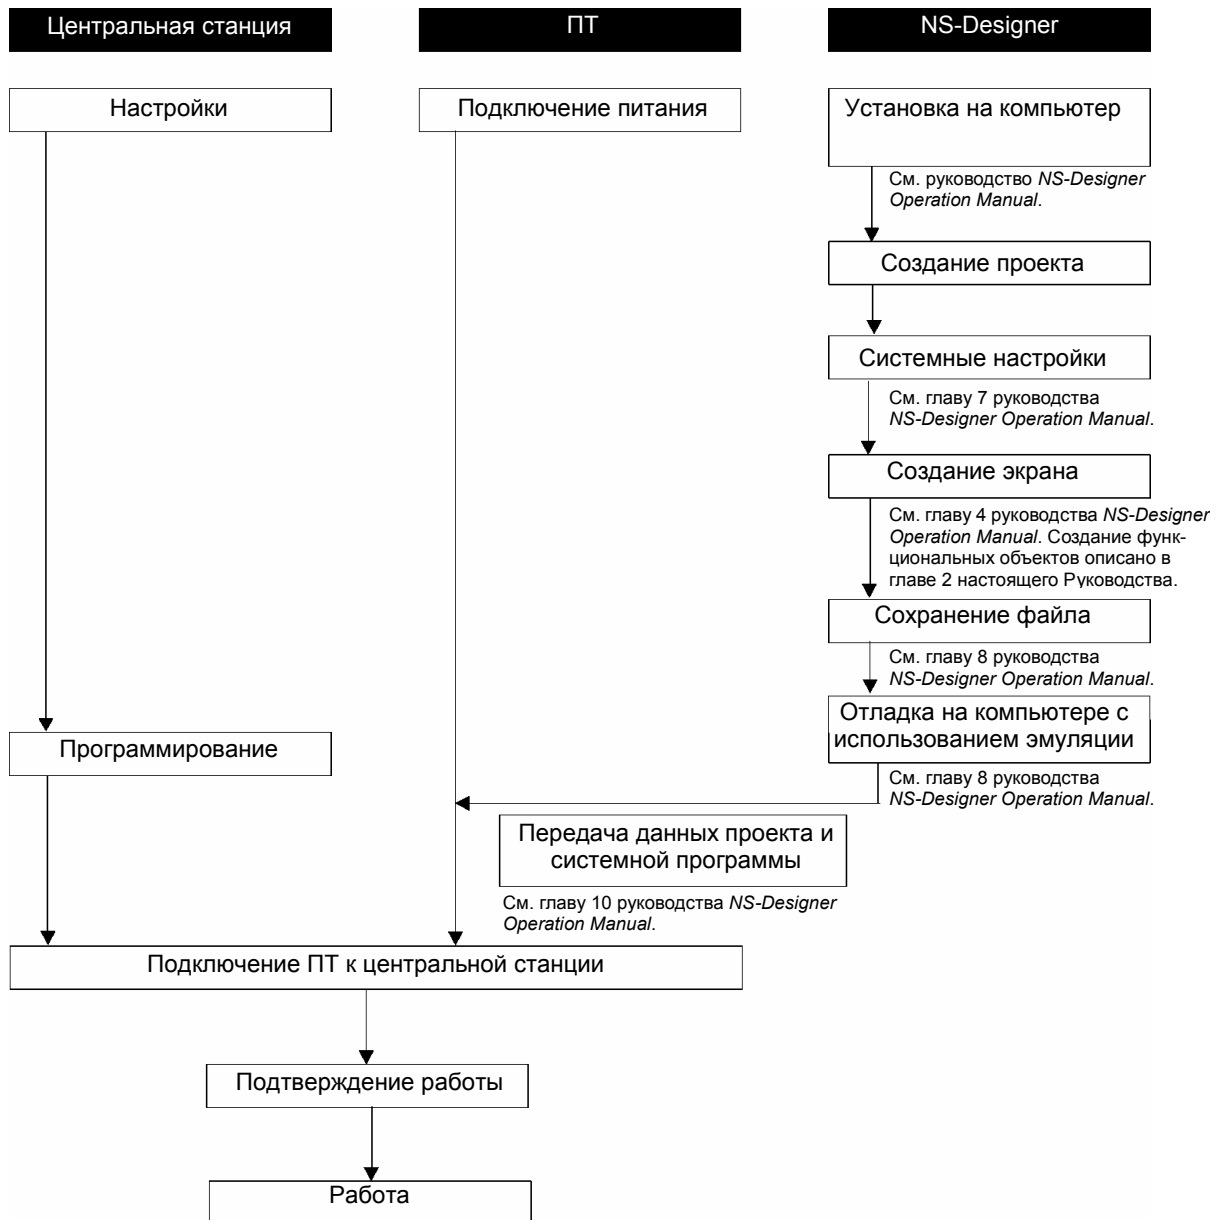 Центральная станция
ПТ
NS-Designer
Настройки
Подключение питания
Установка на компьютер
См. руководство NS-Designer
Operation Manual.
Создание проекта
Системные настройки
См. главу 7 руководства
NS-Designer Operation Manual.
Создание экрана
См. главу 4 руководства NS-Designer
Operation Manual. Создание функ-
циональных объектов описано в
главе 2 настоящего Руководства.
Сохранение файла
См. главу 8 руководства
NS-Designer Operation Manual.
Отладка на компьютере с
использованием эмуляции
Программирование
См. главу 8 руководства
NS-Designer Operation Manual.
Передача данных проекта и
системной программы
См. главу 10 руководства NS-Designer
Operation Manual.
Подключение ПТ к центральной станции
Подтверждение работы
Работа